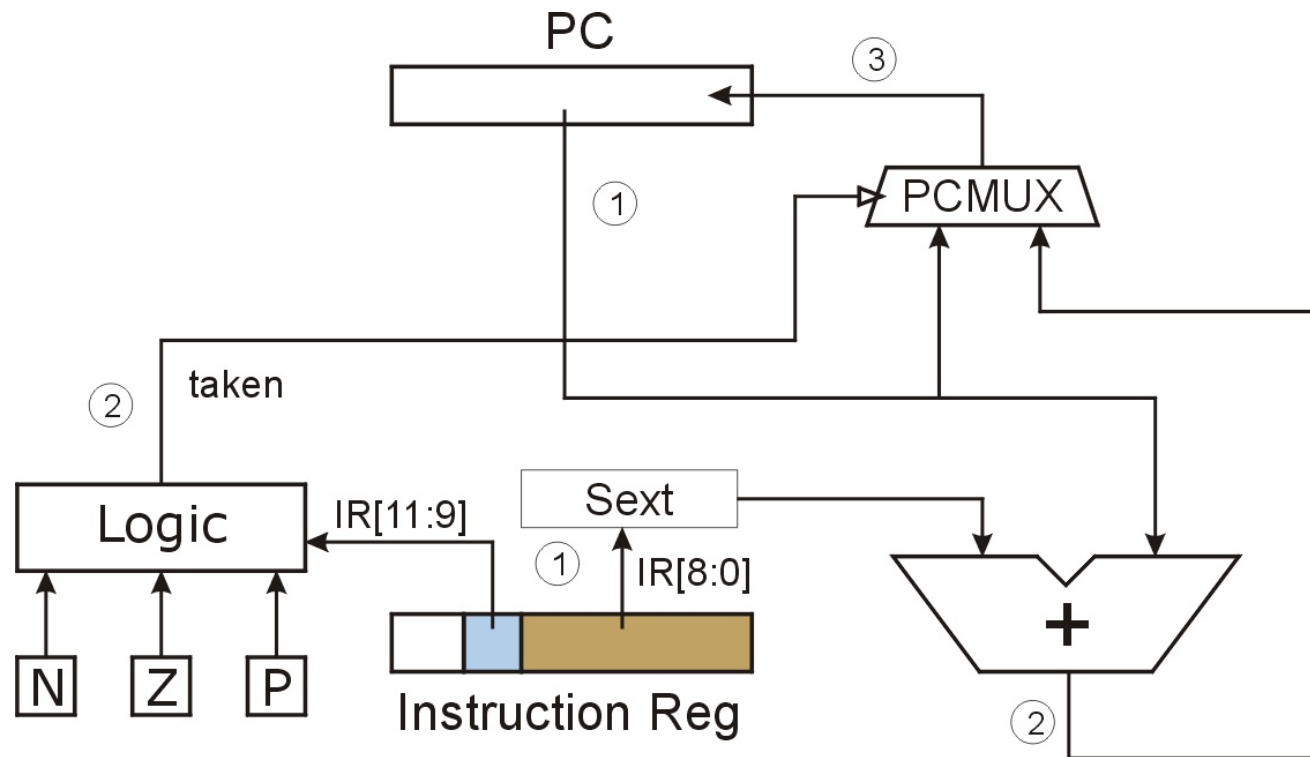 PC
3
1
PCMUX
2
taken
Logic
IR[11:9]
Sext
1
IR[8:0]
+
N
Z
P
Instruction Reg
2